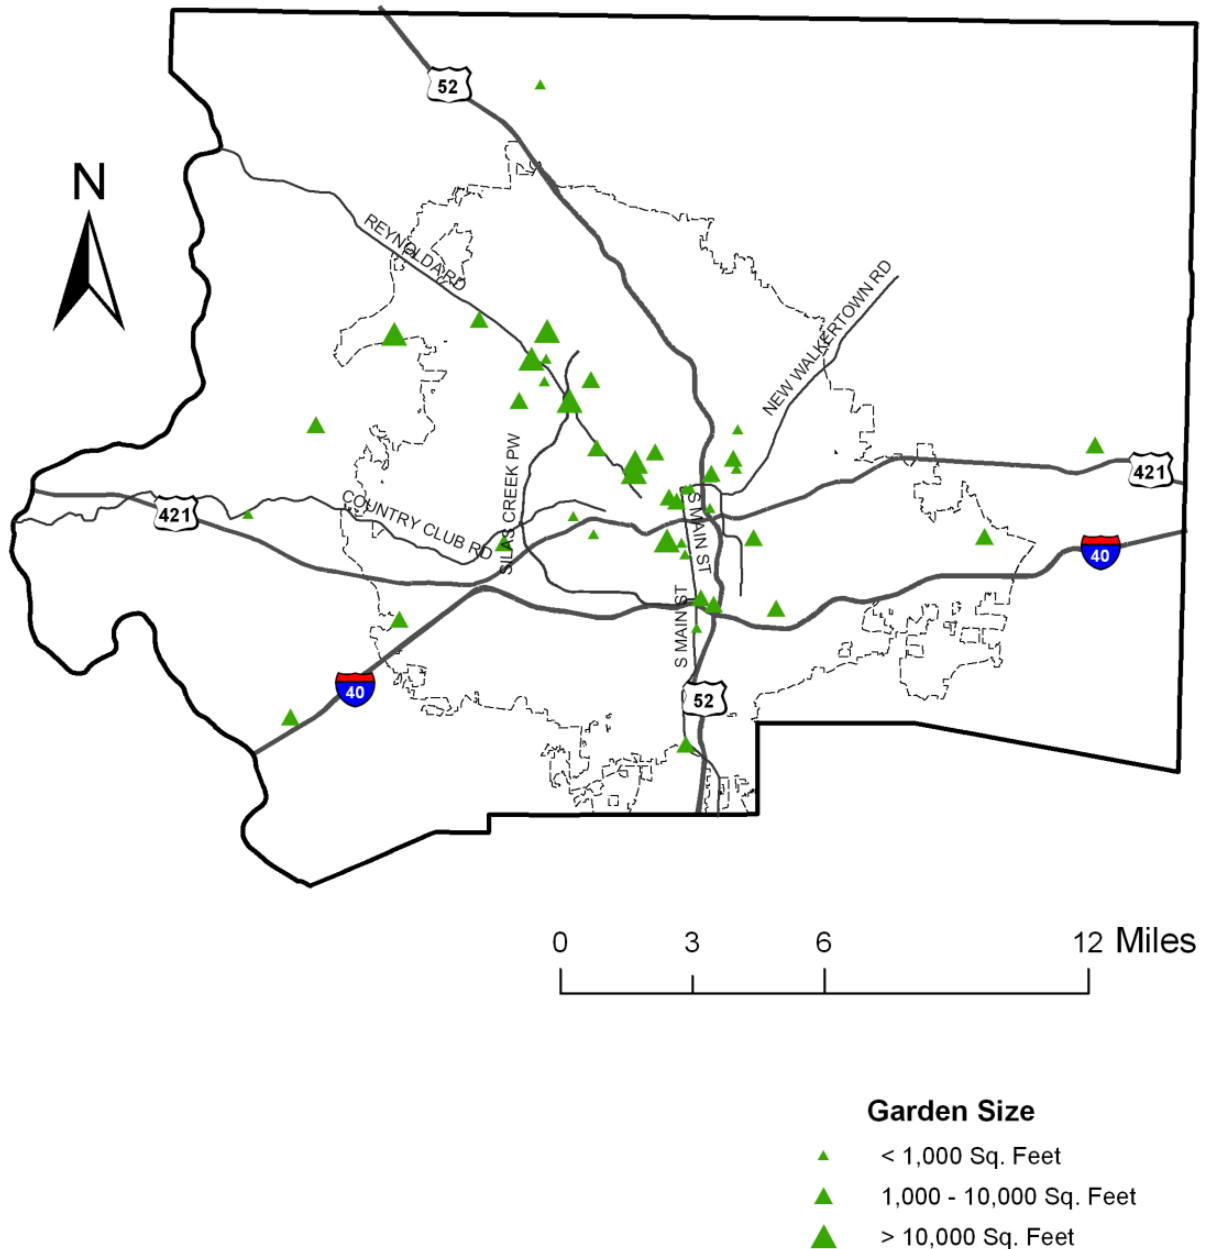 52
N
REYNOLDA RD
NEW WALKERTOWN RD
421
421
COUNTRY CLUB RD
SILAS CREEK PW
S MAIN ST
40
S MAIN ST
40
52
0 3 6 12 Miles
Garden Size
< 1,000 Sq. Feet
1,000 - 10,000 Sq. Feet
> 10,000 Sq. Feet